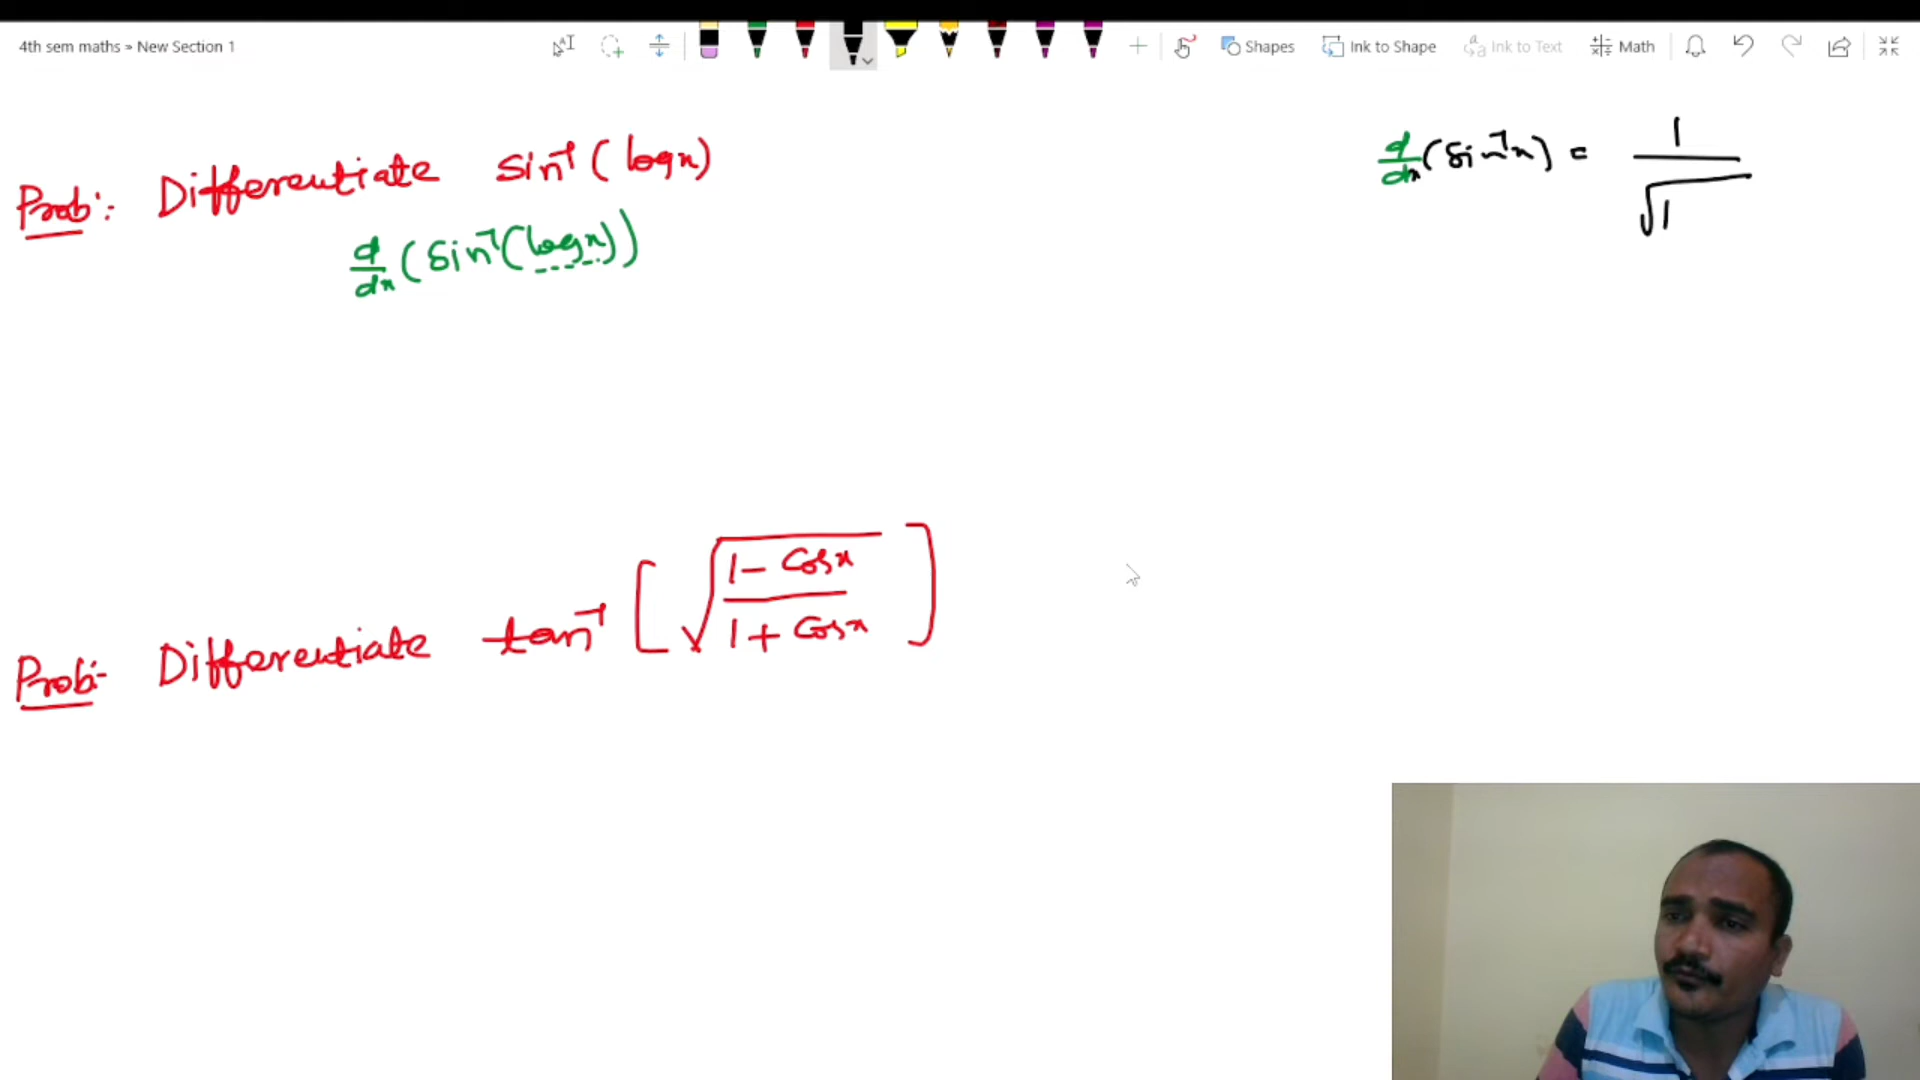 4th sem maths » New Section 1
Shapes Ink to Shape Ink to Text Math
Prob:- Differentiate sin⁻¹(logx)
d/dx(sin⁻¹(logx))
d/dx(sin⁻¹x) = 1/√1
Prob:- Differentiate tan⁻¹[√(1-Cosx/1+Cosx)]